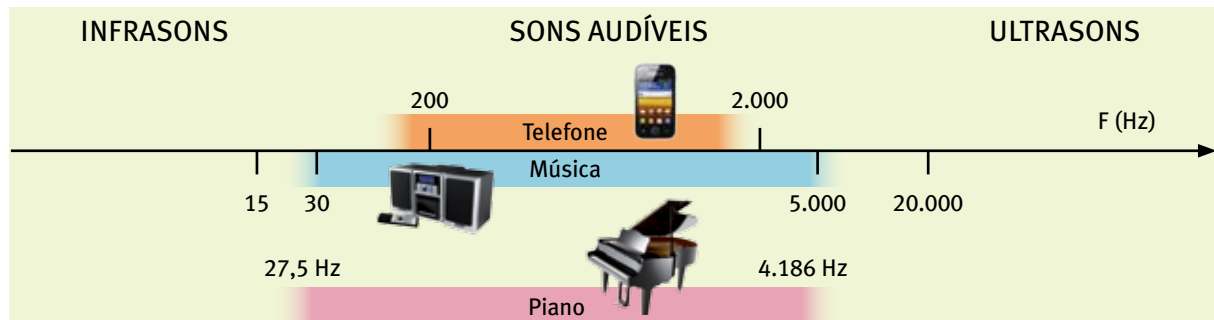 INFRASONS SONS AUDÍVEIS ULTRASONS
200 2.000
F (Hz)
Telefone
Música
15 30 5.000 20.000
27,5 Hz 4.186 Hz
Piano